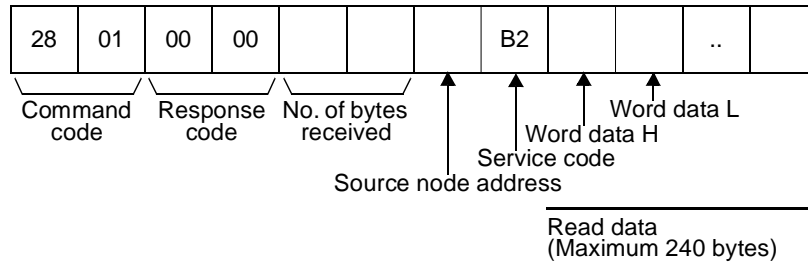 28 01 00 00 B2 ..
Command code
Response code
No. of bytes received
Word data L
Word data H
Service code
Source node address
Read data
(Maximum 240 bytes)